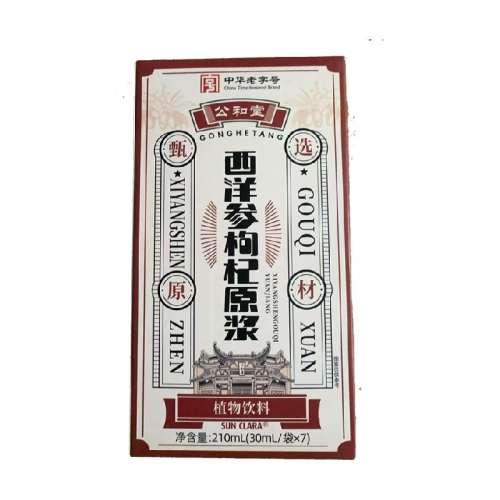 中华老字号
China Time-honored Brand
公和堂
GONGHETANG
甄选
原材
XIYANGSHEN
ZHEN
GOUQI
XUAN
西洋参枸杞原浆
XIYANGSHENGOUQI
YUANJIANG
植物饮料
SUN CLARA®
净含量:210mL(30mL/袋×7)